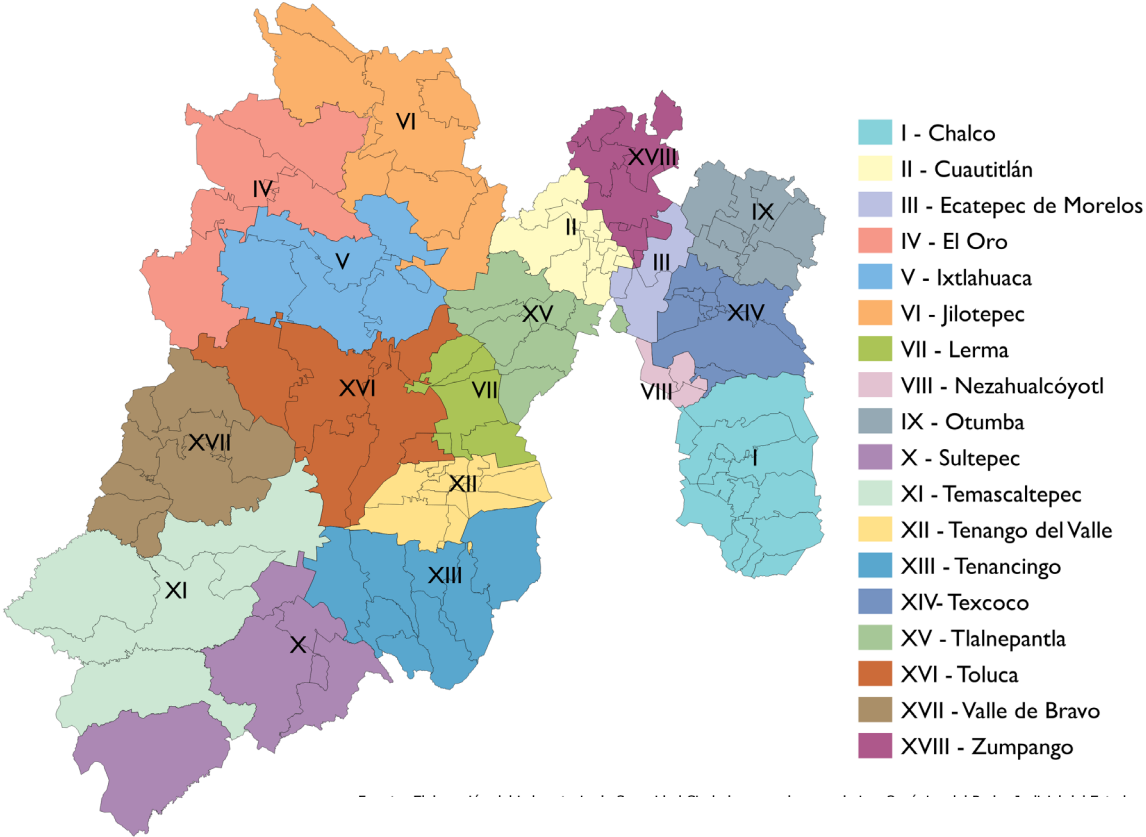 VI
XVIII
IV
IX
II
V
III
XV
XIV
XVI
VII
VIII
XVII
I
XII
XIII
XI
X
I - Chalco
II - Cuautitlán
III - Ecatepec de Morelos
IV - El Oro
V - Ixtlahuaca
VI - Jilotepec
VII - Lerma
VIII - Nezahualcóyotl
IX - Otumba
X - Sultepec
XI - Temascaltepec
XII - Tenango del Valle
XIII - Tenancingo
XIV- Texcoco
XV - Tlalnepantla
XVI - Toluca
XVII - Valle de Bravo
XVIII - Zumpango